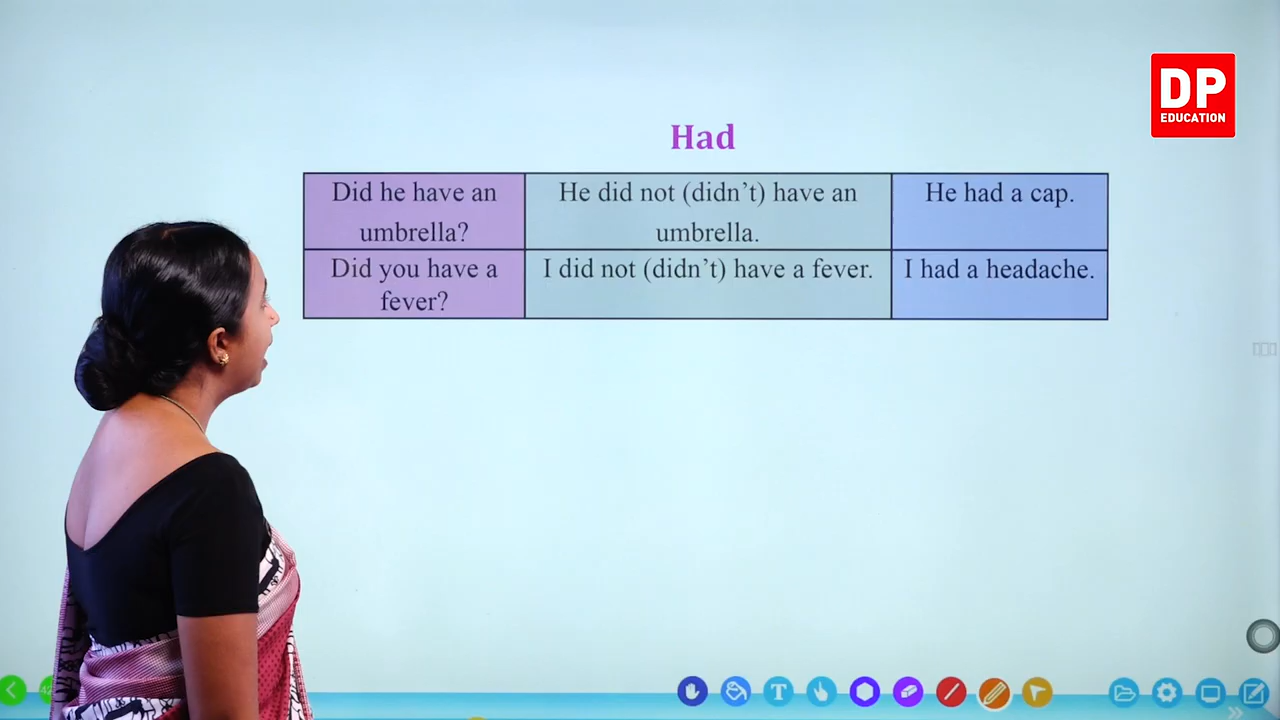 DP
EDUCATION
Had
Did he have an
umbrella?
He did not (didn’t) have an
umbrella.
He had a cap.
Did you have a
fever?
I did not (didn’t) have a fever.
I had a headache.